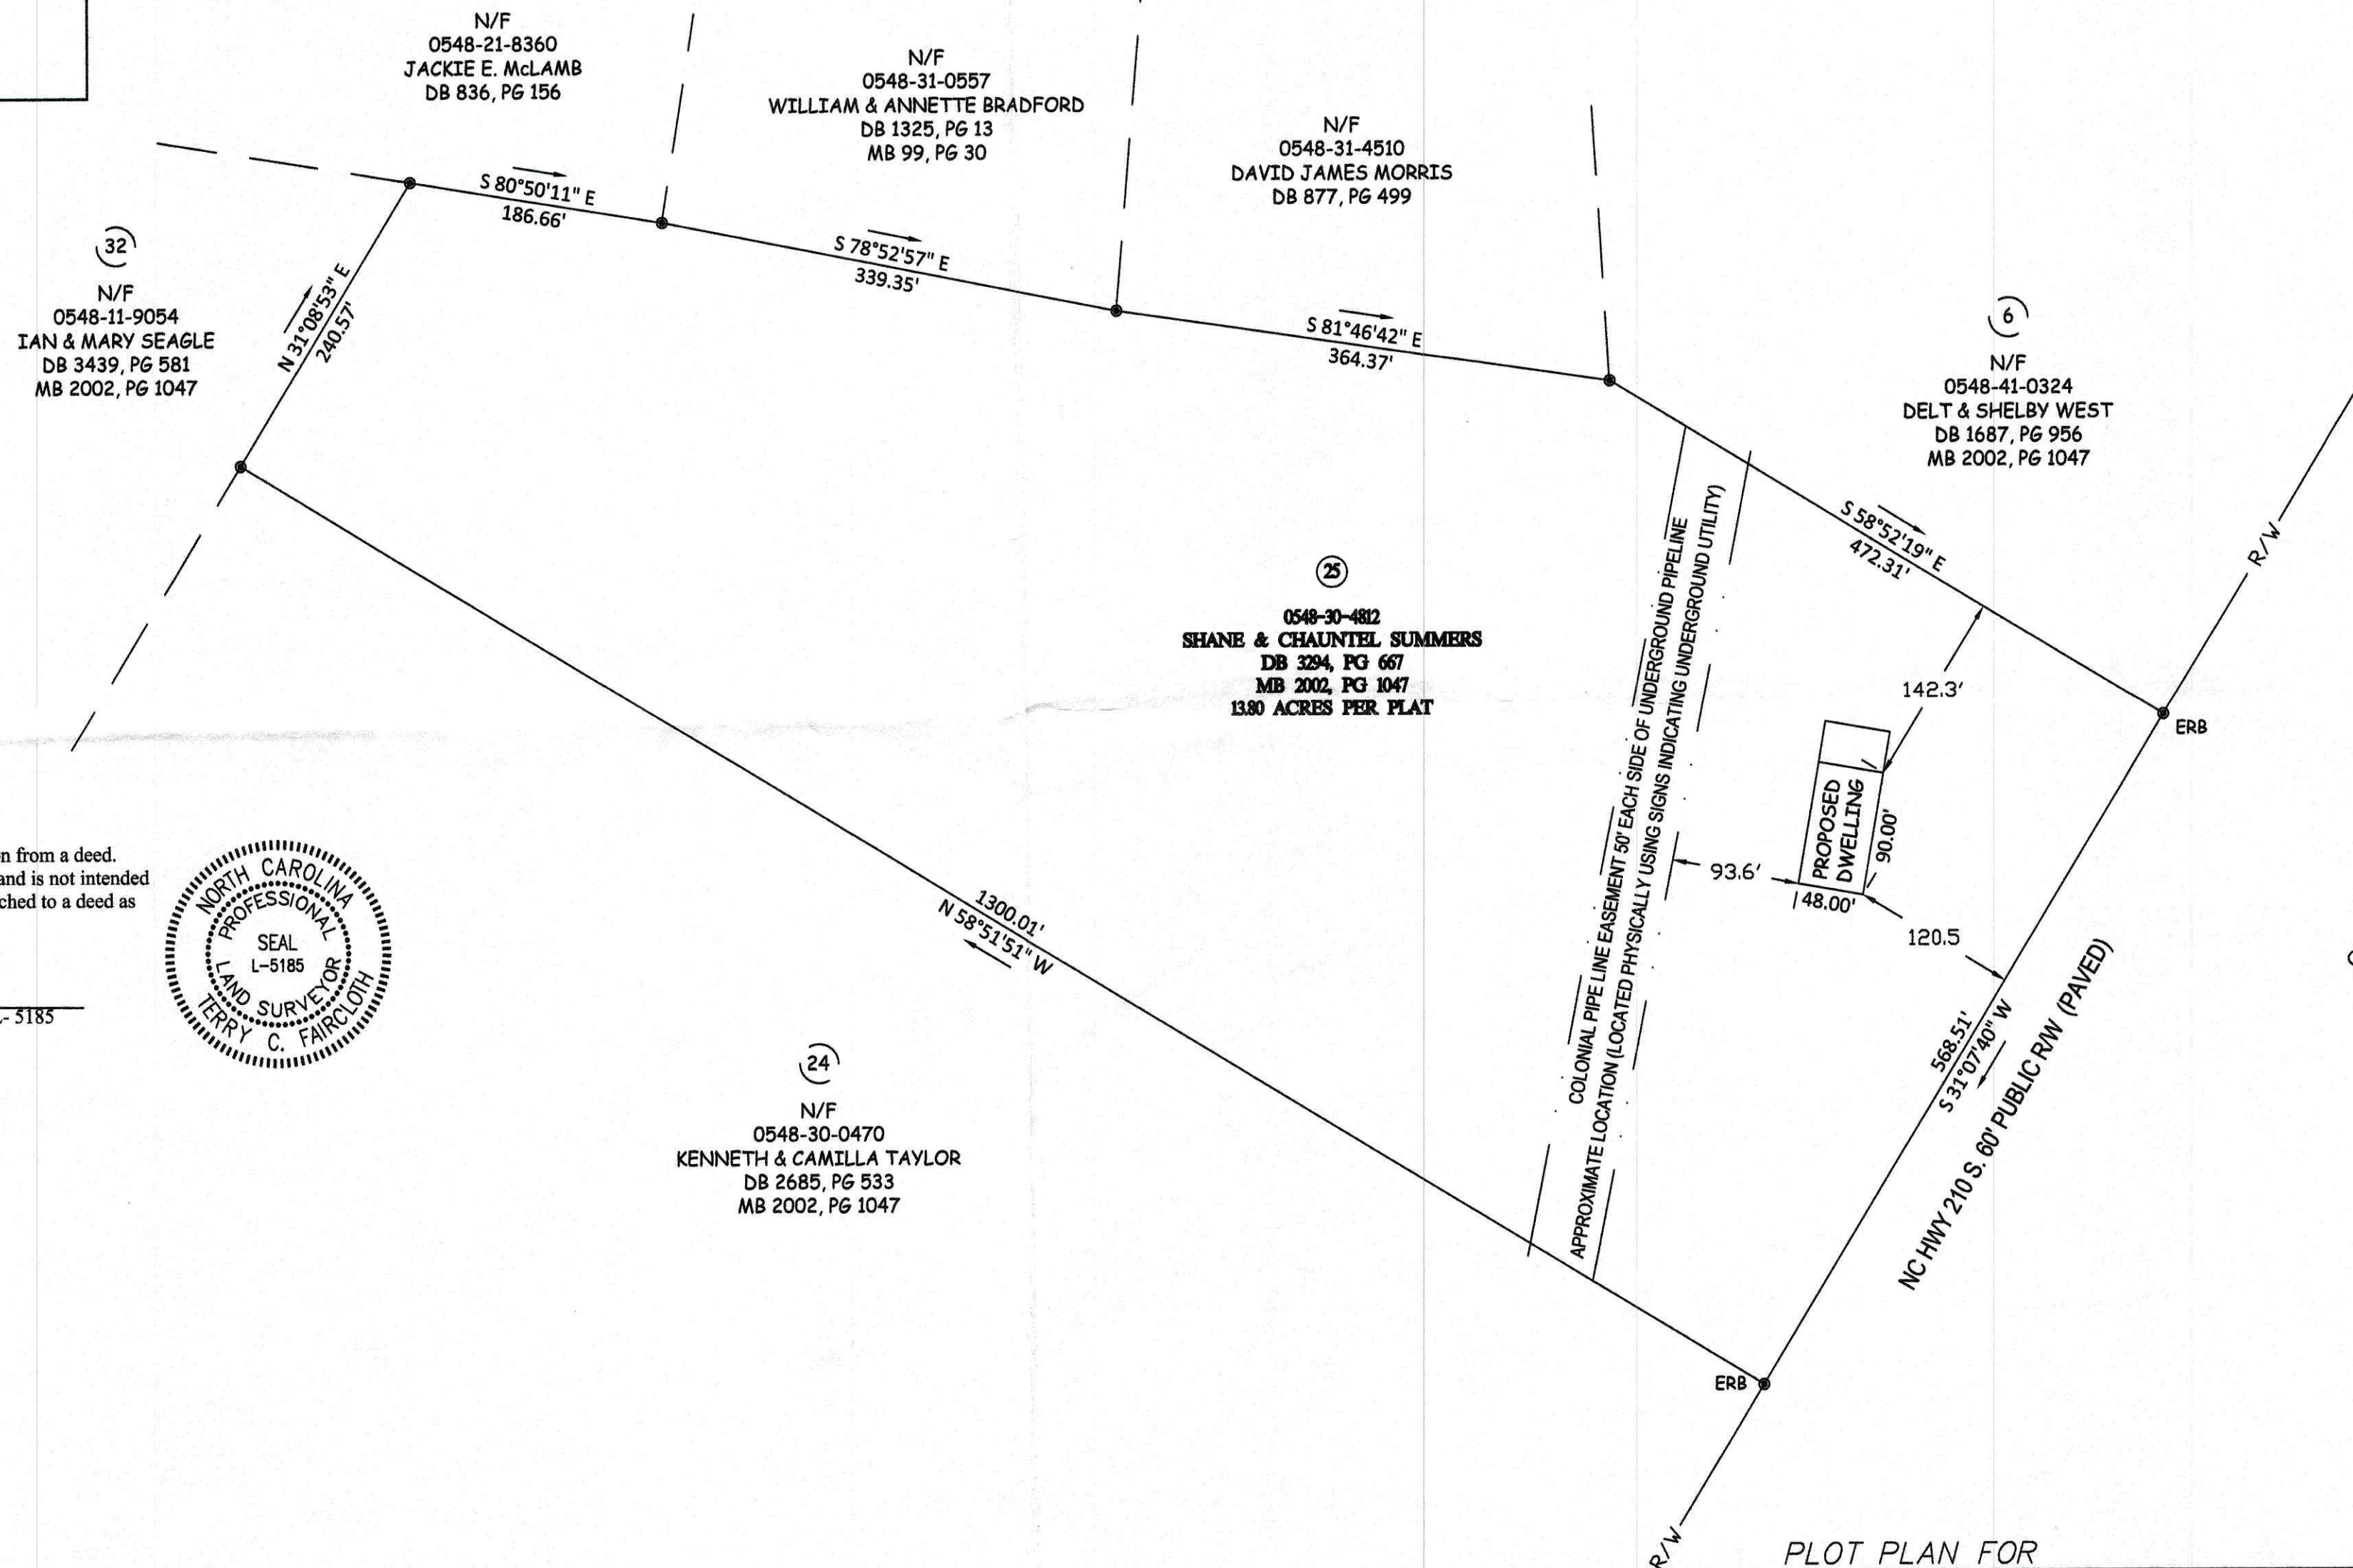 N/F
0548-21-8360
JACKIE E. McLAMB
DB 836, PG 156
N/F
0548-31-0557
WILLIAM & ANNETTE BRADFORD
DB 1325, PG 13
MB 99, PG 30
N/F
0548-31-4510
DAVID JAMES MORRIS
DB 877, PG 499
S 80°50'11" E
186.66'
S 78°52'57" E
339.35'
S 81°46'42" E
364.37'
32
N/F
0548-11-9054
IAN & MARY SEAGLE
DB 3439, PG 581
MB 2002, PG 1047
N 31°08'53" E
240.57'
6
N/F
0548-41-0324
DELT & SHELBY WEST
DB 1687, PG 956
MB 2002, PG 1047
S 58°52'19" E
472.31'
R/W
25
0548-30-4812
SHANE & CHAUNTEL SUMMERS
DB 3294, PG 667
MB 2002, PG 1047
13.80 ACRES PER PLAT
COLONIAL PIPE LINE EASEMENT 50' EACH SIDE OF UNDERGROUND PIPELINE
APPROXIMATE LOCATION (LOCATED PHYSICALLY USING SIGNS INDICATING UNDERGROUND UTILITY)
142.3'
ERB
PROPOSED
DWELLING
90.00'
93.6'
48.00'
120.5
n from a deed.
and is not intended
ched to a deed as
L- 5185
NORTH CAROLINA
PROFESSIONAL
SEAL
L-5185
LAND SURVEYOR
TERRY C. FAIRCLOTH
1300.01'
N 58°51'51" W
568.51'
S 31°07'40" W
NC HWY 210 S. 60' PUBLIC R/W (PAVED)
24
N/F
0548-30-0470
KENNETH & CAMILLA TAYLOR
DB 2685, PG 533
MB 2002, PG 1047
ERB
R/W
PLOT PLAN FOR